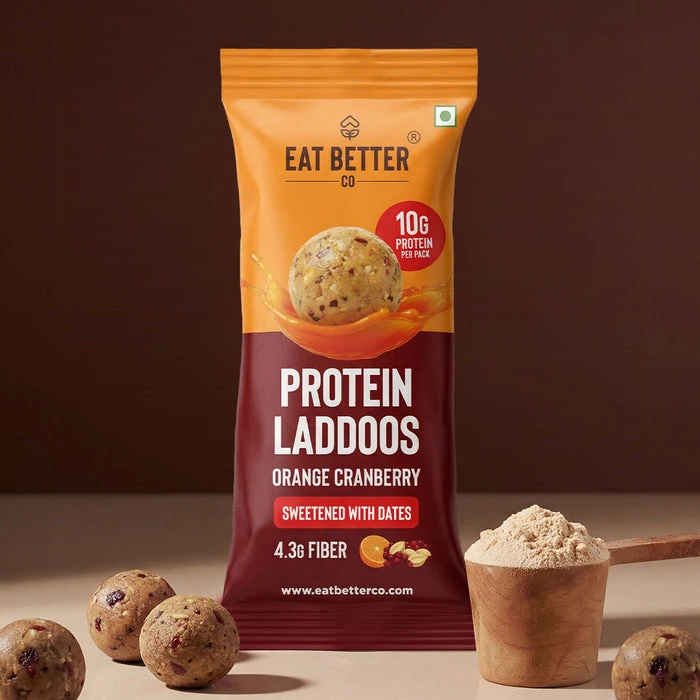 EAT BETTER
®
CO
10G
PROTEIN
PER PACK
PROTEIN
LADDOOS
ORANGE CRANBERRY
SWEETENED WITH DATES
4.3G FIBER
www.eatbetterco.com